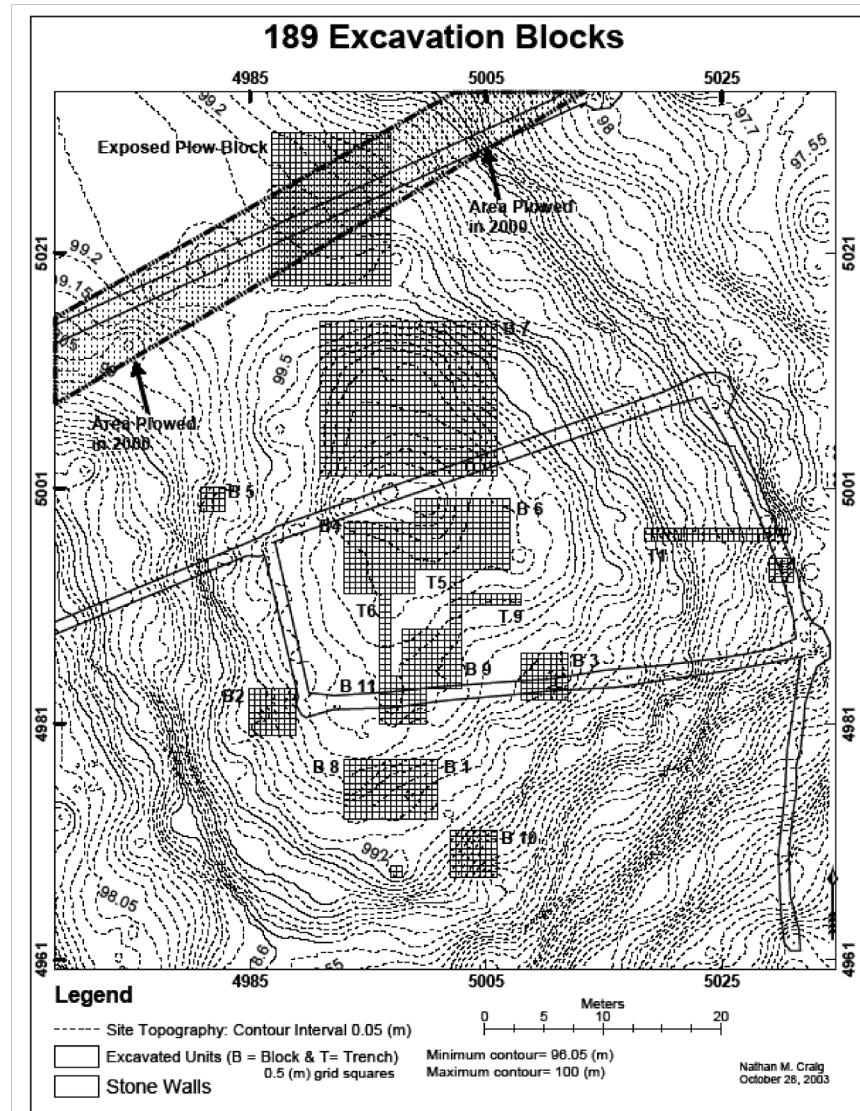 189 Excavation Blocks
4985 5005 5025
99.2
98
97.7
97.55
Exposed Plow Block
Area Plowed
in 2000
5021 5021
99.2
99.15
B 7
99.5
Area Plowed
in 2000
5001 5001
B 5
B4
B 6
T1
T5
T6
T.9
B 3
B 9
B 11
B2
4981 4981
B 8
B 1
B 10
992
98.05
4961 4961
4985 5005 5025
Legend
Meters
0 5 10 20
Site Topography: Contour Interval 0.05 (m)
Excavated Units (B = Block & T= Trench)
0.5 (m) grid squares
Stone Walls
Minimum contour= 96.05 (m)
Maximum contour= 100 (m)
Nathan M. Craig
October 28, 2003